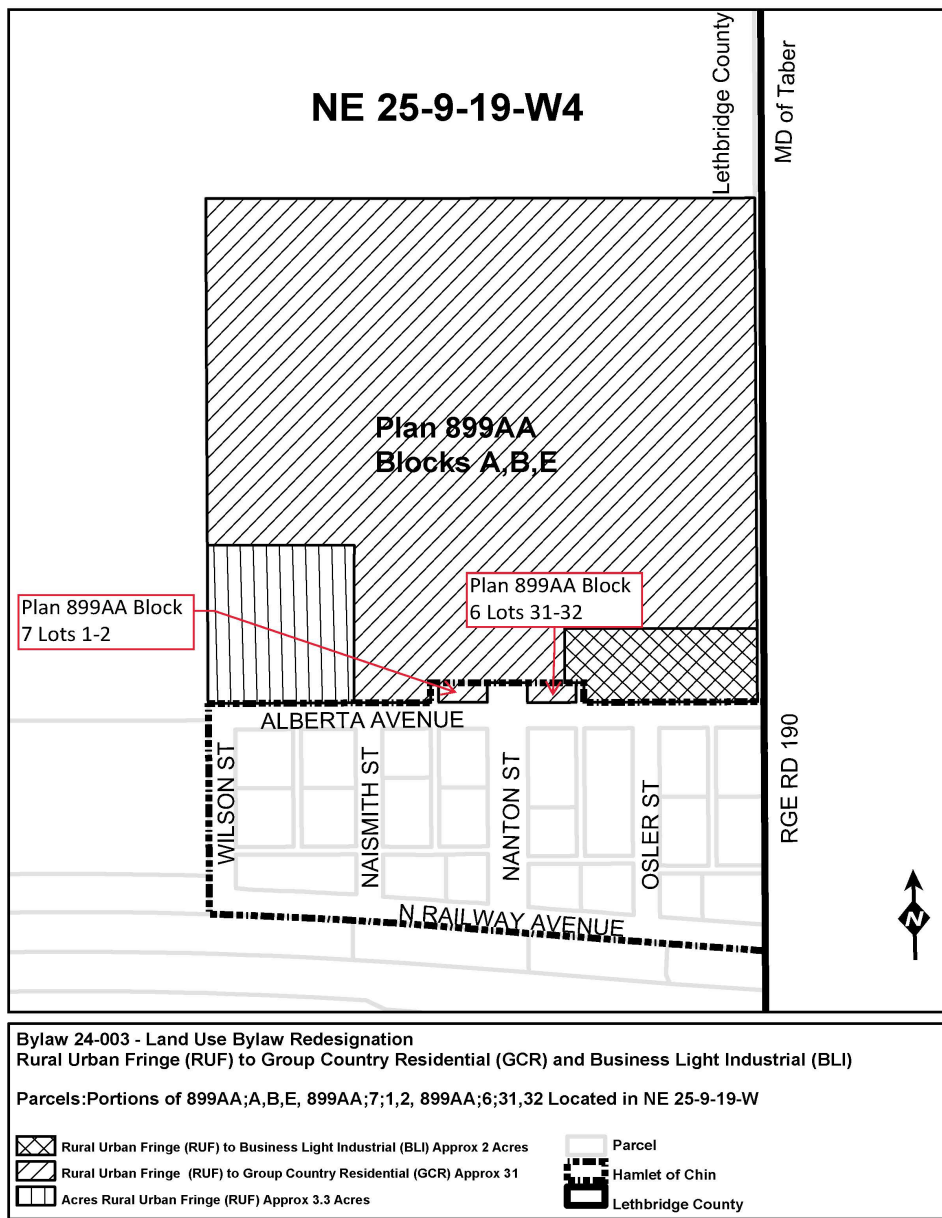 NE 25-9-19-W4
Lethbridge County
MD of Taber
Plan 899AA
Blocks A,B,E
Plan 899AA Block
7 Lots 1-2
Plan 899AA Block
6 Lots 31-32
ALBERTA AVENUE
WILSON ST
NAISMITH ST
NANTON ST
OSLER ST
RGE RD 190
N RAILWAY AVENUE
N
Bylaw 24-003 - Land Use Bylaw Redesignation
Rural Urban Fringe (RUF) to Group Country Residential (GCR) and Business Light Industrial (BLI)
Parcels:Portions of 899AA;A,B,E, 899AA;7;1,2, 899AA;6;31,32 Located in NE 25-9-19-W
Rural Urban Fringe (RUF) to Business Light Industrial (BLI) Approx 2 Acres
Rural Urban Fringe (RUF) to Group Country Residential (GCR) Approx 31
Acres Rural Urban Fringe (RUF) Approx 3.3 Acres
Parcel
Hamlet of Chin
Lethbridge County